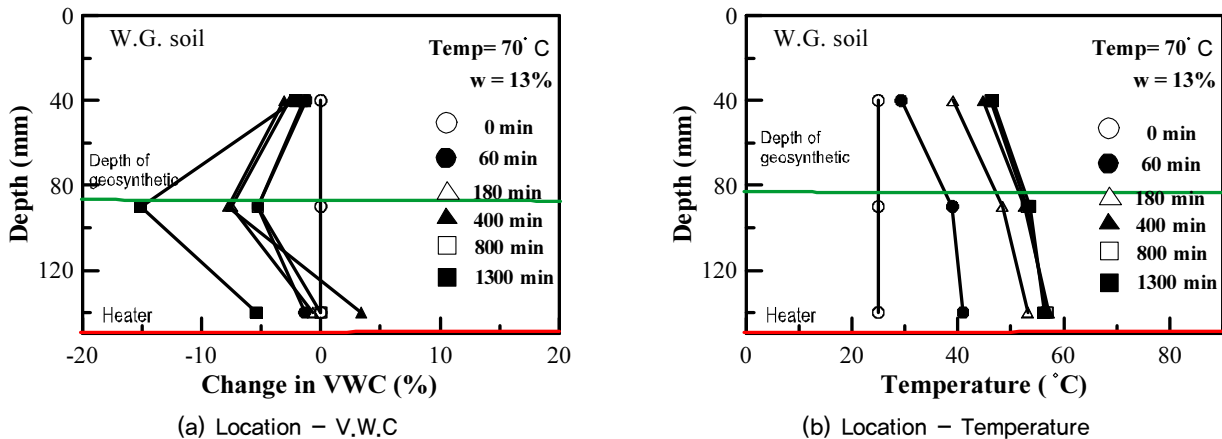 W.G. soil
Temp= 70°C
w = 13%
0 min
60 min
180 min
400 min
800 min
1300 min
Depth of
geosynthetic
Heater
Depth (mm)
0
40
80
120
-20
-10
0
10
20
Change in VWC (%)
(a) Location – V.W.C
W.G. soil
Temp= 70°C
w = 13%
0 min
60 min
180 min
400 min
800 min
1300 min
Depth of
geosynthetic
Heater
Depth (mm)
0
40
80
120
0
20
40
60
80
Temperature (°C)
(b) Location – Temperature